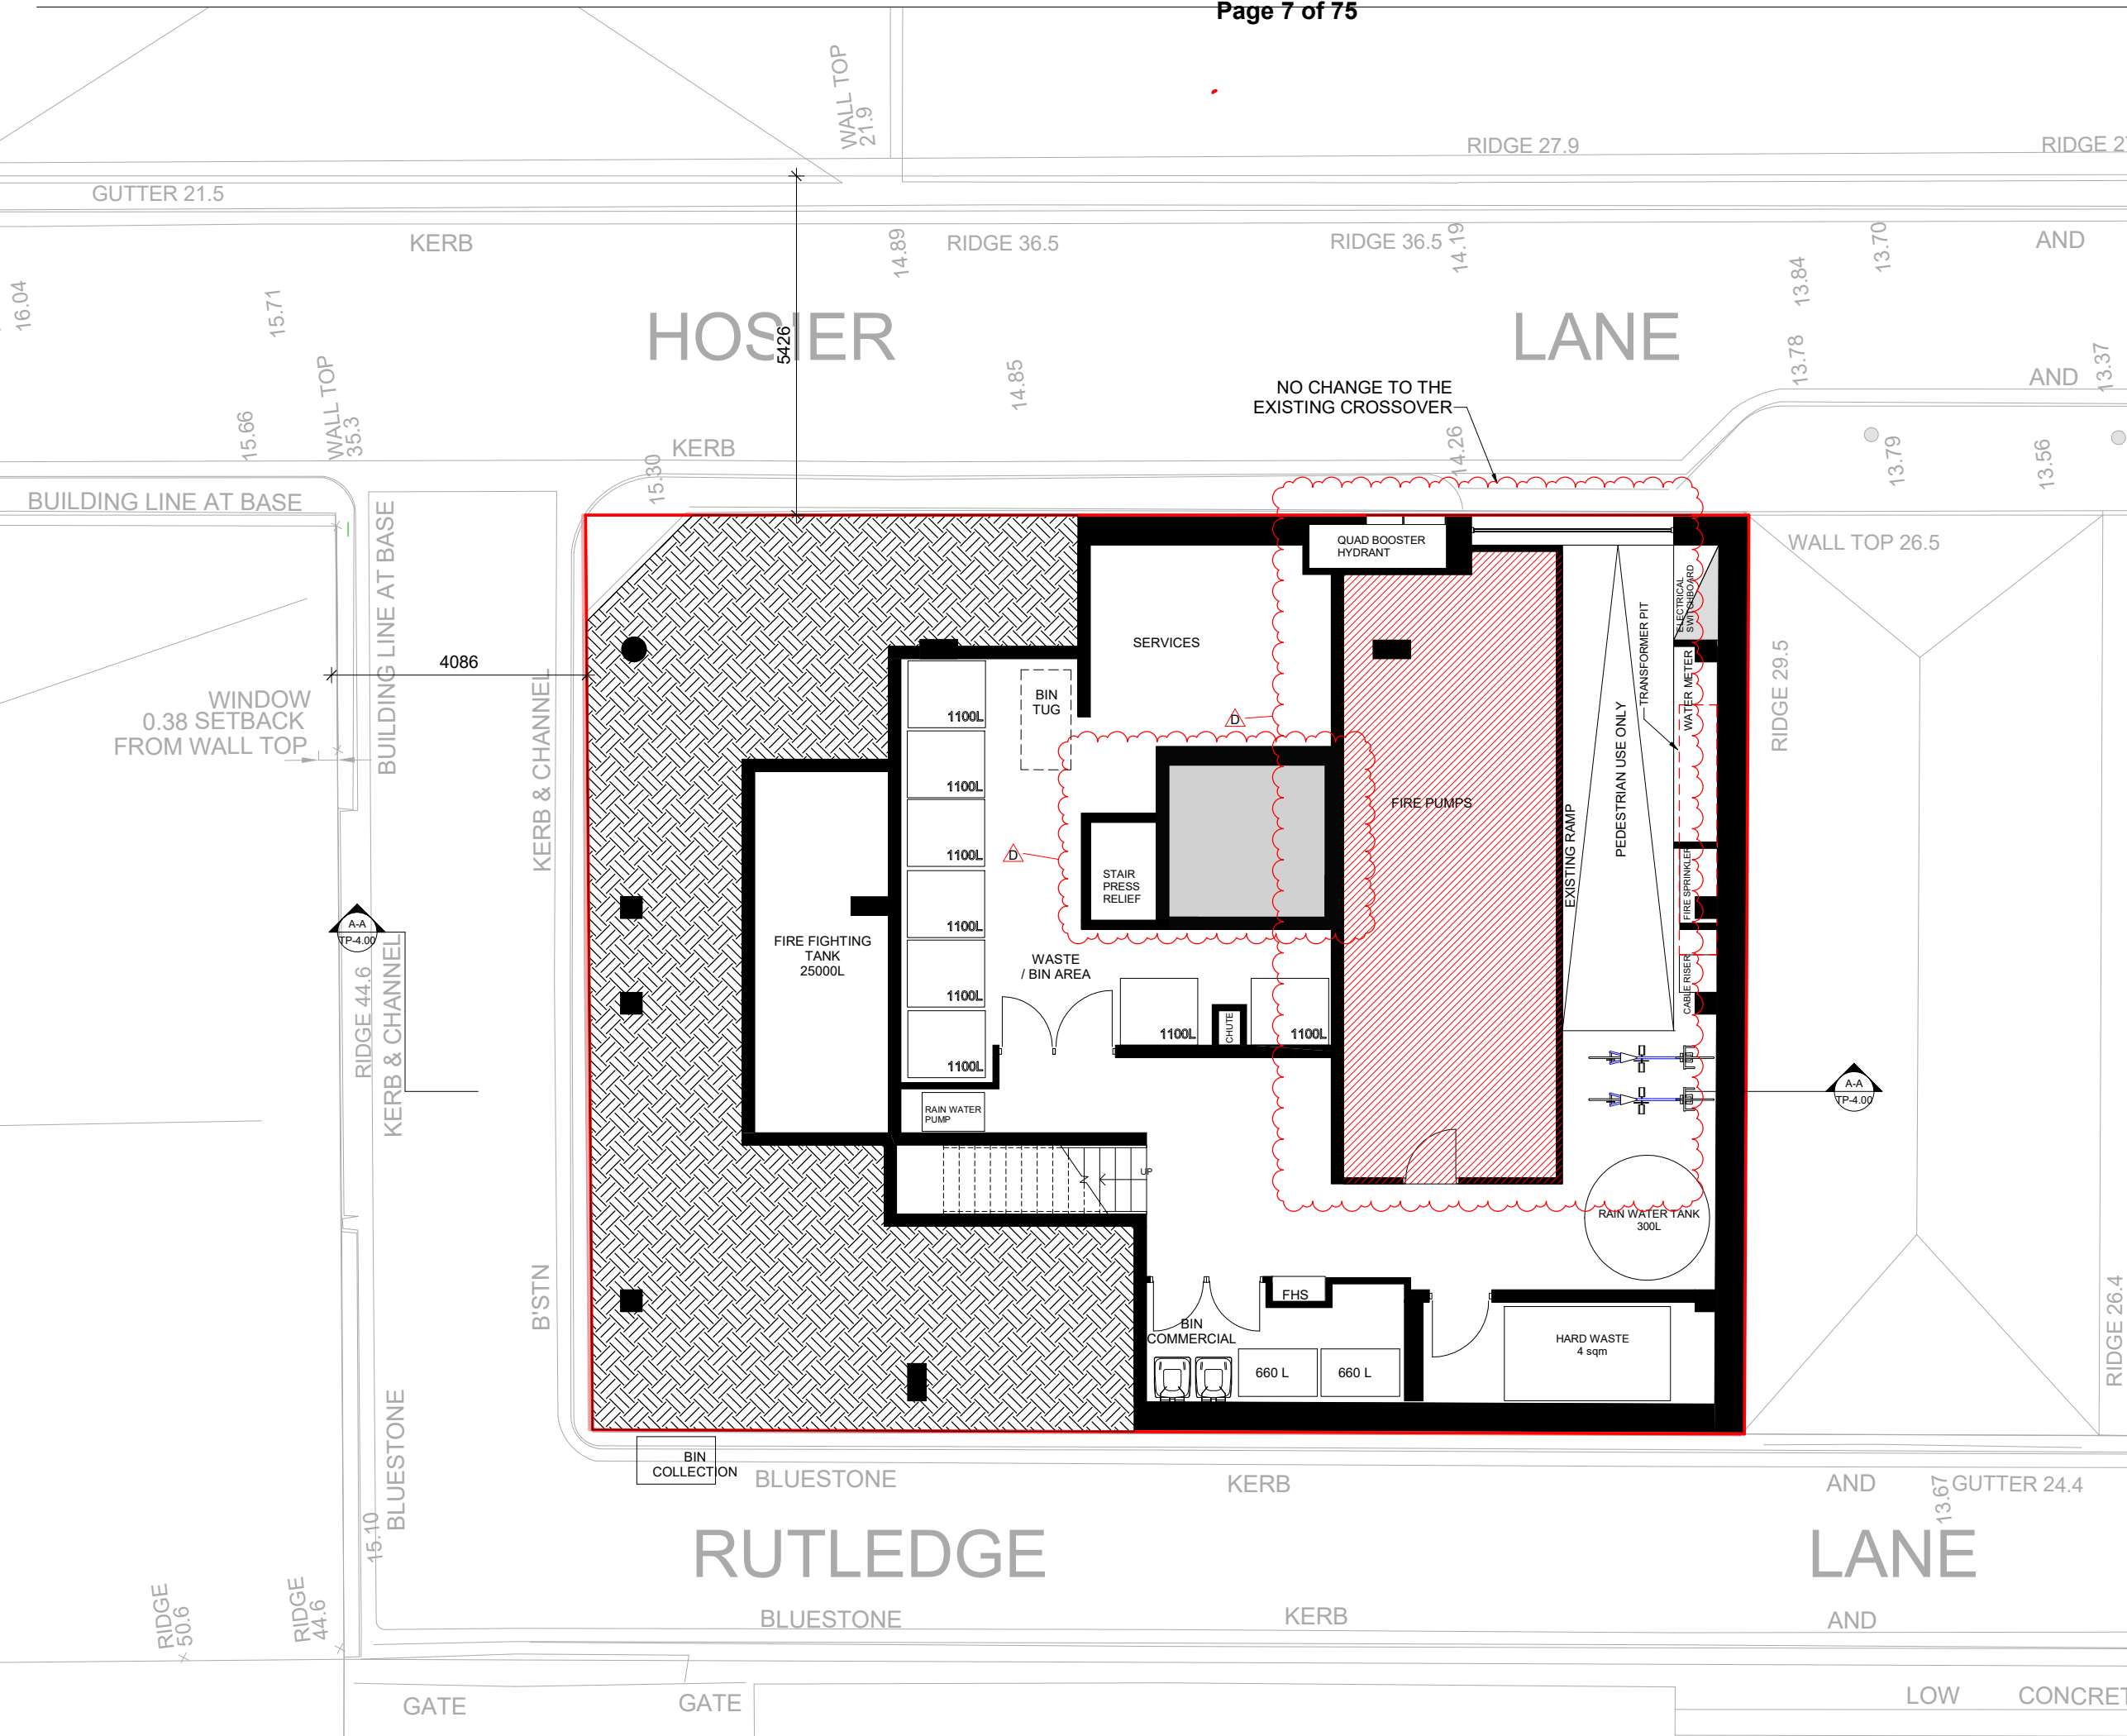 Page 7 of 75
WALL TOP
21.9
RIDGE 27.9
RIDGE 2
GUTTER 21.5
KERB
14.89
RIDGE 36.5
RIDGE 36.5
14.19
13.70
AND
16.04
15.71
13.84
HOSIER
LANE
5426
13.78
13.37
14.85
AND
NO CHANGE TO THE
EXISTING CROSSOVER
15.66
WALL TOP
35.3
KERB
15.30
14.26
13.79
13.56
BUILDING LINE AT BASE
BUILDING LINE AT BASE
QUAD BOOSTER
HYDRANT
WALL TOP 26.5
ELECTRICAL
SWITCHBOARD
SERVICES
4086
TRANSFORMER PIT
WATER METER
RIDGE 29.5
WINDOW
0.38 SETBACK
FROM WALL TOP
KERB & CHANNEL
BIN
TUG
1100L
D
PEDESTRIAN USE ONLY
1100L
FIRE PUMPS
EXISTING RAMP
1100L
D
STAIR
PRESS
RELIEF
FIRE SPRINKLER
A-A
TP-4.00
1100L
FIRE FIGHTING
TANK
25000L
WASTE
/ BIN AREA
RIDGE 44.6
KERB & CHANNEL
1100L
CABLE RISER
1100L
CHUTE
1100L
1100L
A-A
TP-4.00
RAIN WATER
PUMP
UP
RAIN WATER TANK
300L
B'STN
FHS
BIN
COMMERCIAL
HARD WASTE
4 sqm
660 L
660 L
RIDGE 26.4
BLUESTONE
BIN
COLLECTION
BLUESTONE
KERB
AND
13.67
GUTTER 24.4
15.10
RUTLEDGE
LANE
RIDGE
50.6
RIDGE
44.6
BLUESTONE
KERB
AND
GATE
GATE
LOW
CONCRET